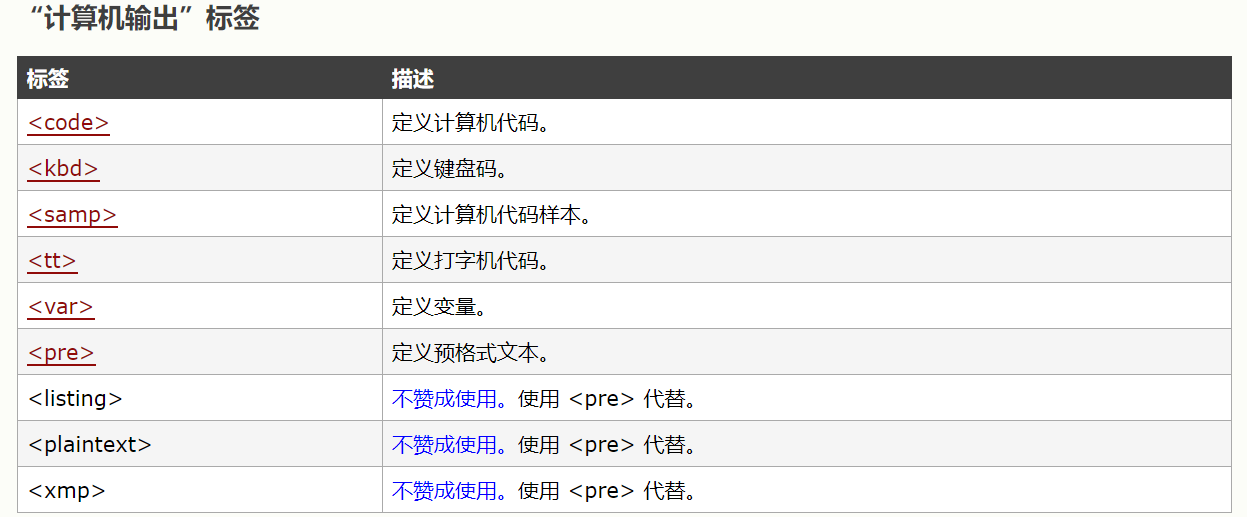 “计算机输出”标签
标签 描述
<code> 定义计算机代码。
<kbd> 定义键盘码。
<samp> 定义计算机代码样本。
<tt> 定义打字机代码。
<var> 定义变量。
<pre> 定义预格式文本。
<listing> 不赞成使用。使用 <pre> 代替。
<plaintext> 不赞成使用。使用 <pre> 代替。
<xmp> 不赞成使用。使用 <pre> 代替。